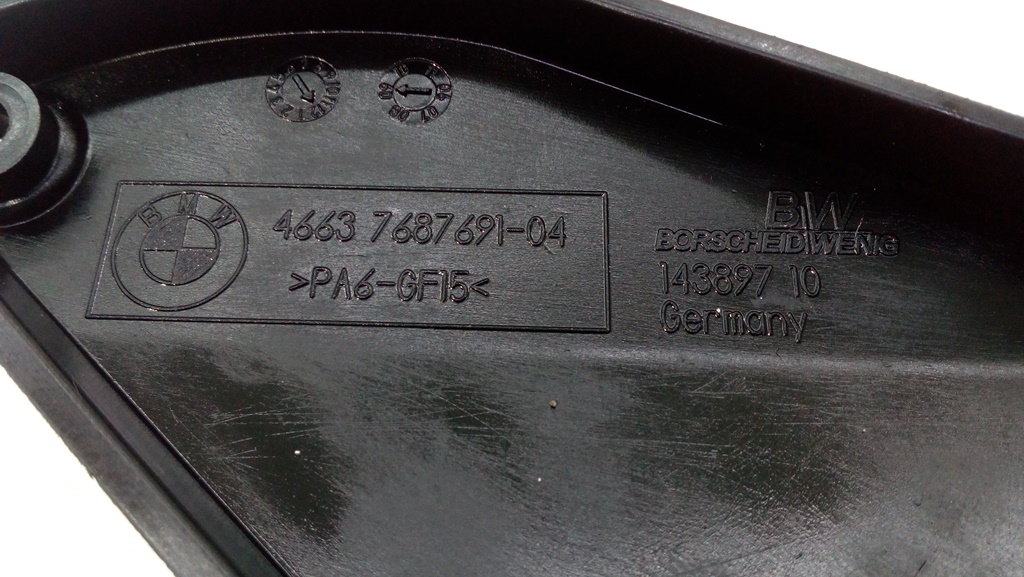 BMW
4663 7687691-04
>PA6-GF15<
BW
BORSCHEID WENIG
143897 10
Germany